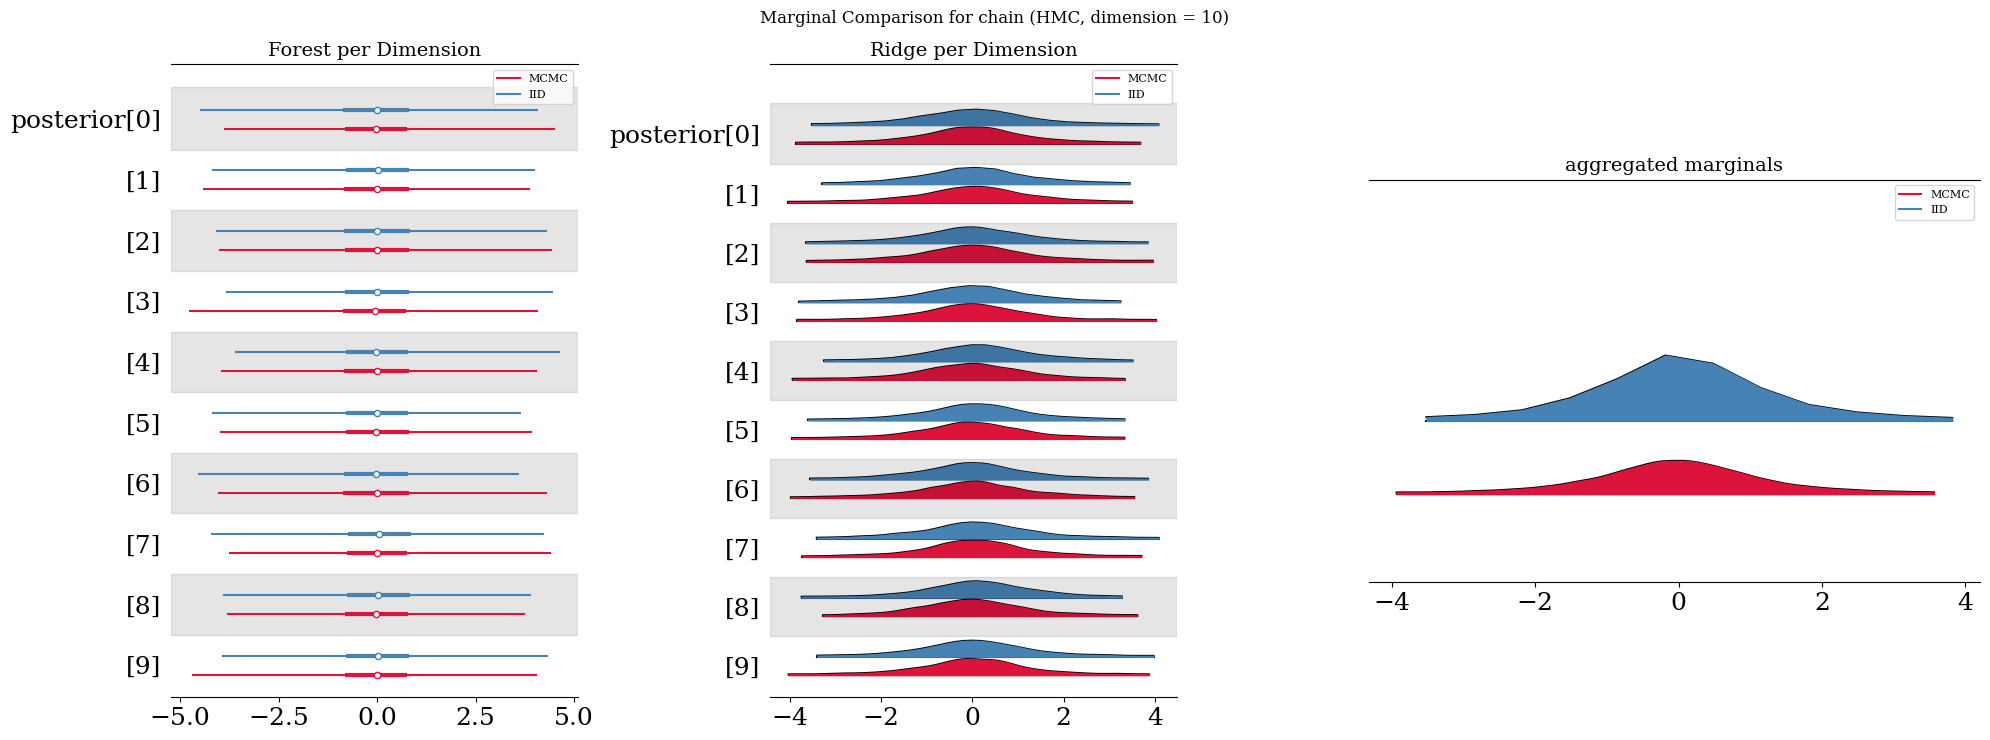 Marginal Comparison for chain (HMC, dimension = 10)
Forest per Dimension
MCMC
IID
posterior[0]
[1]
[2]
[3]
[4]
[5]
[6]
[7]
[8]
[9]
−5.0 −2.5 0.0 2.5 5.0
Ridge per Dimension
MCMC
IID
posterior[0]
[1]
[2]
[3]
[4]
[5]
[6]
[7]
[8]
[9]
−4 −2 0 2 4
aggregated marginals
MCMC
IID
−4 −2 0 2 4